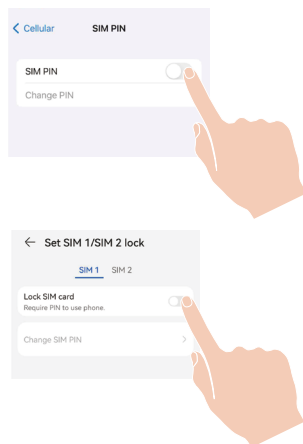 Cellular SIM PIN
SIM PIN
Change PIN
Set SIM 1/SIM 2 lock
SIM 1 SIM 2
Lock SIM card
Require PIN to use phone.
Change SIM PIN